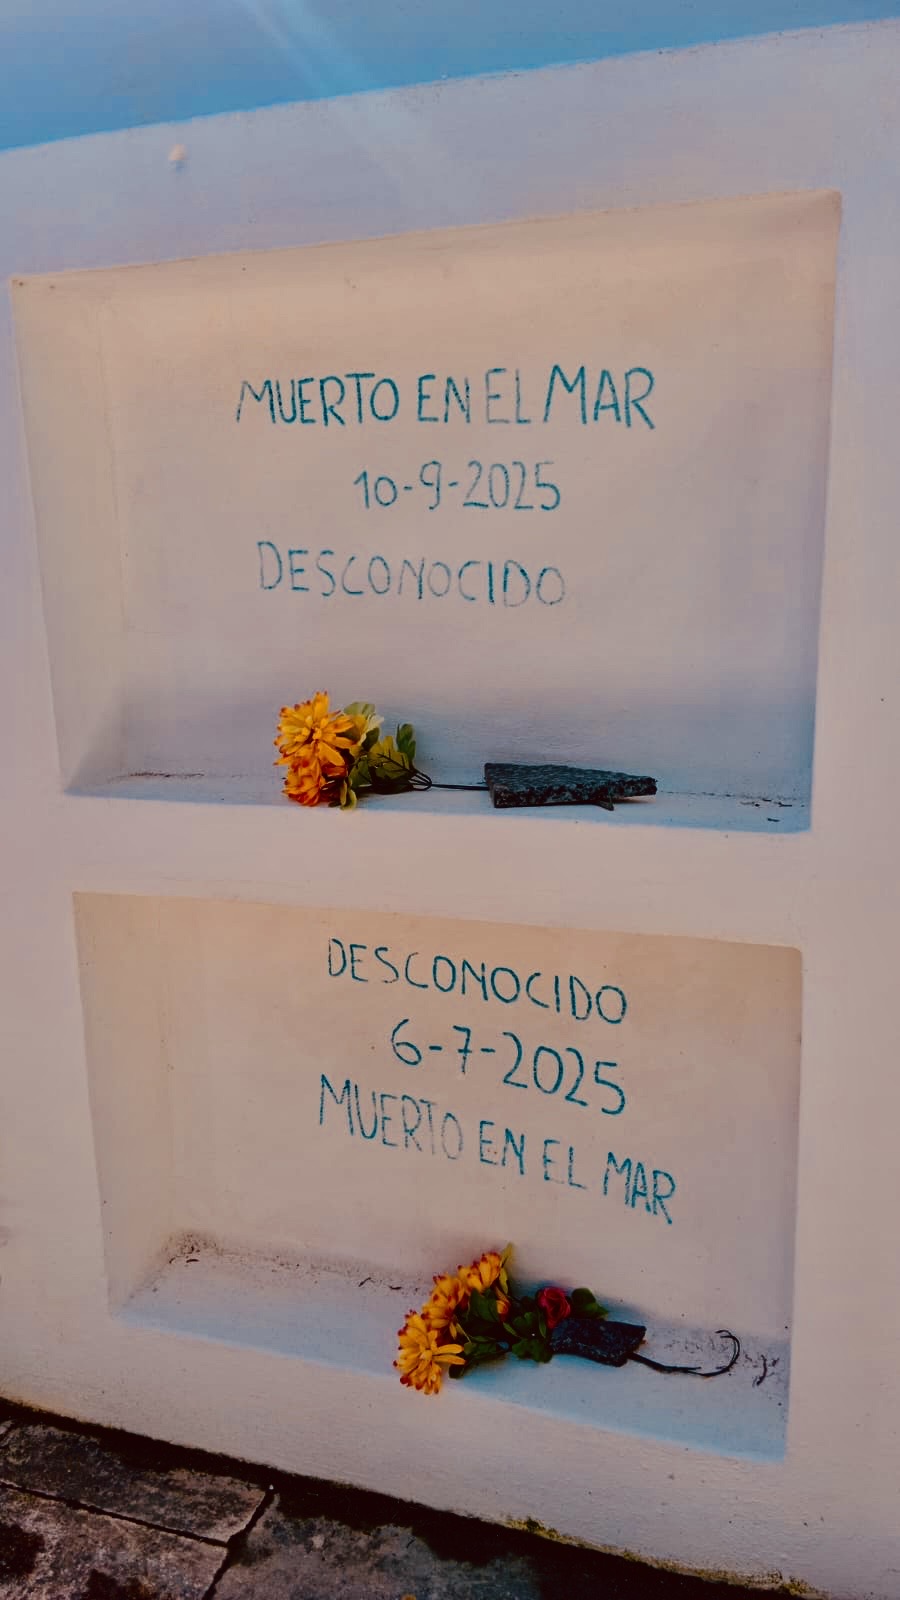 MUERTO EN EL MAR
10-9-2025
DESCONOCIDO
DESCONOCIDO
6-7-2025
MUERTO EN EL MAR